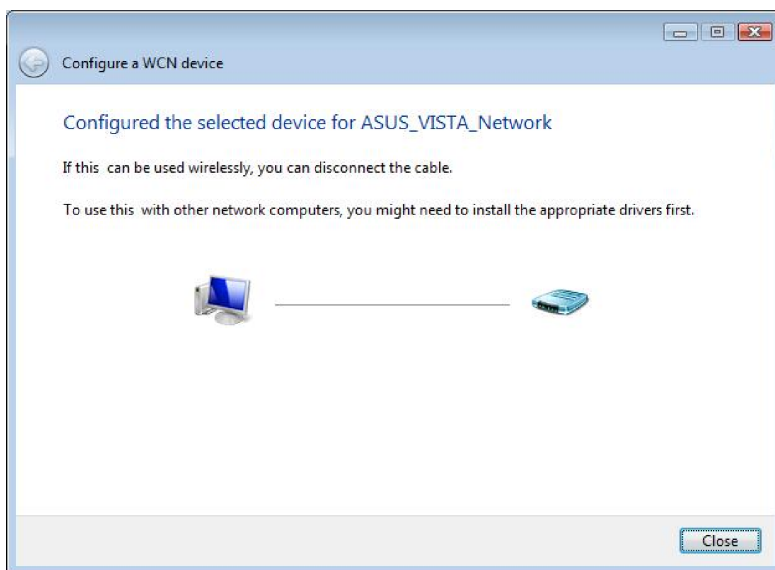 Configure a WCN device
Configured the selected device for ASUS_VISTA_Network
If this  can be used wirelessly, you can disconnect the cable.
To use this  with other network computers, you might need to install the appropriate drivers first.
Close